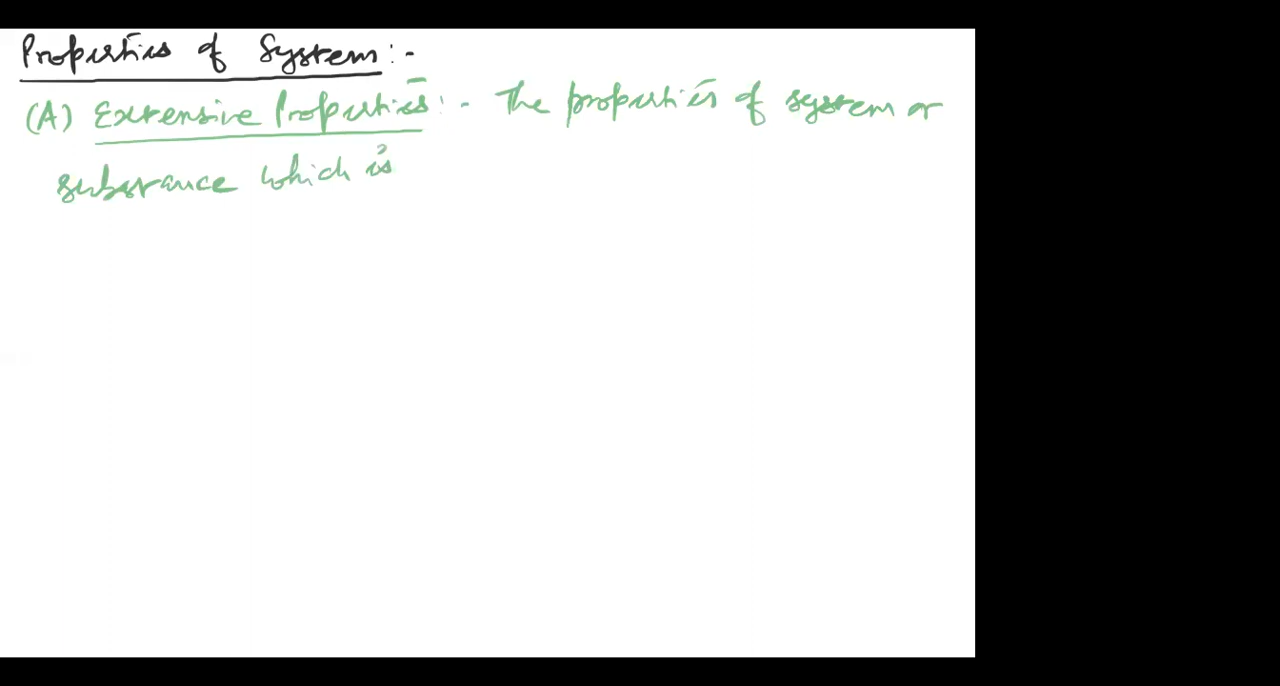 Properties of System:-
(A) Extensive Properties:- The properties of system or
substance which is